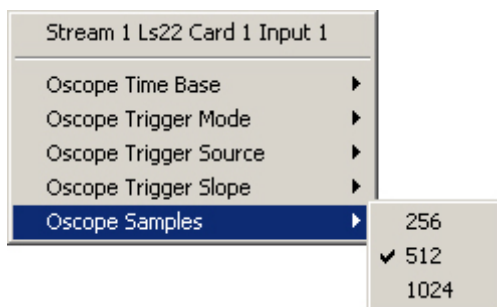 Stream 1 Ls22 Card 1 Input 1
Oscope Time Base
Oscope Trigger Mode
Oscope Trigger Source
Oscope Trigger Slope
Oscope Samples
256
512
1024